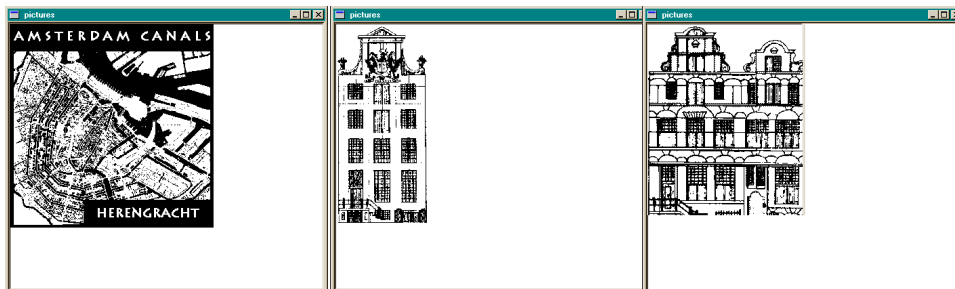 pictures
pictures
pictures
AMSTERDAM CANALS
HERENGRACHT